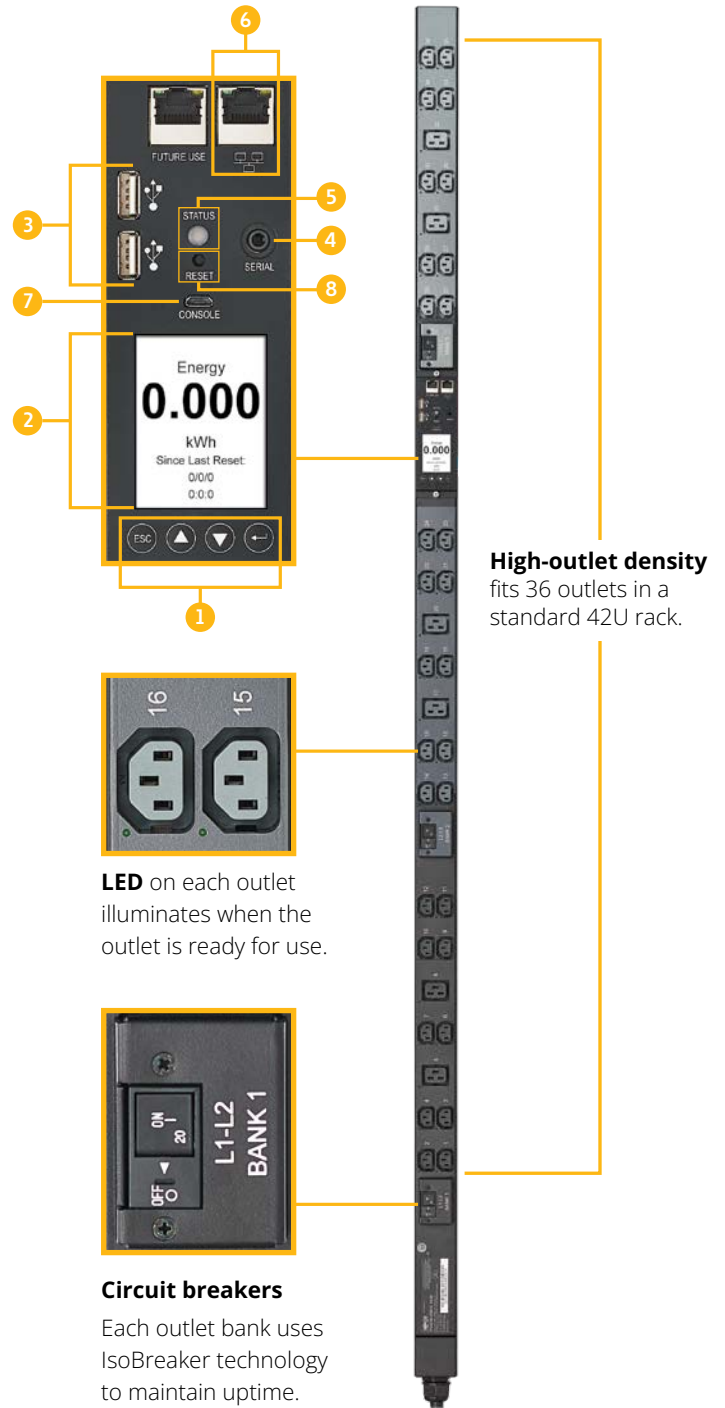 6
FUTURE USE
5
STATUS
3
4
SERIAL
RESET
8
7
CONSOLE
Energy
0.000
kWh
Since Last Reset:
0/0/0
0:0:0
2
ESC
1
Energy
0.000
High-outlet density
fits 36 outlets in a
standard 42U rack.
16 15
LED on each outlet
illuminates when the
outlet is ready for use.
ON
20
OFF
L1-L2
BANK 1
Circuit breakers
Each outlet bank uses
IsoBreaker technology
to maintain uptime.